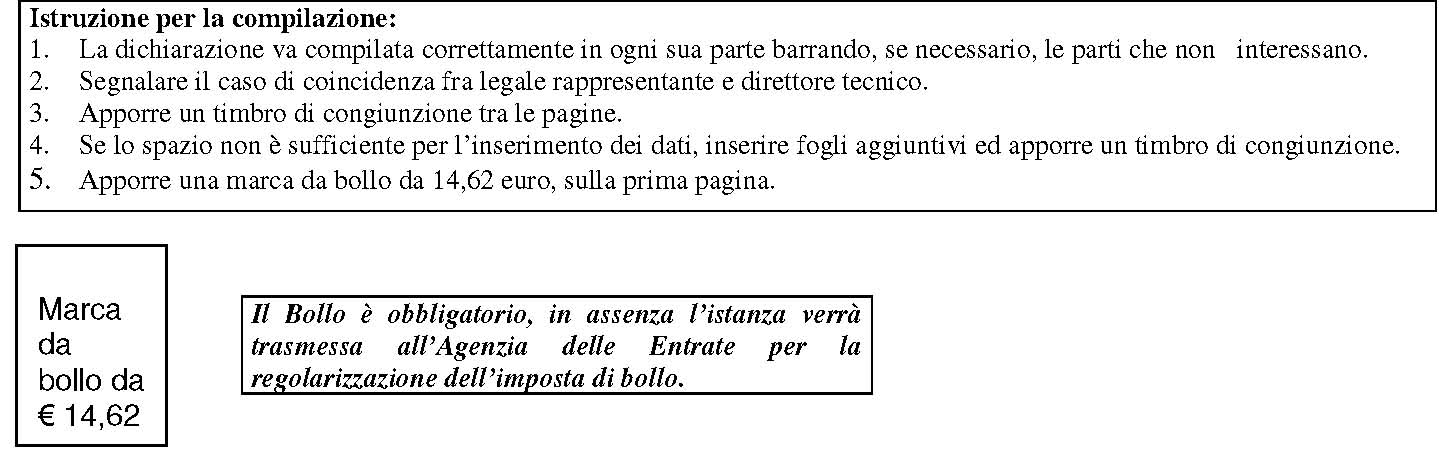 Istruzione per la compilazione:
1. La dichiarazione va compilata correttamente in ogni sua parte barrando, se necessario, le parti che non interessano.
2. Segnalare il caso di coincidenza fra legale rappresentante e direttore tecnico.
3. Apporre un timbro di congiunzione tra le pagine.
4. Se lo spazio non è sufficiente per l’inserimento dei dati, inserire fogli aggiuntivi ed apporre un timbro di congiunzione.
5. Apporre una marca da bollo da 14,62 euro, sulla prima pagina.
Marca
da
bollo da
€ 14,62
Il Bollo è obbligatorio, in assenza l’istanza verrà
trasmessa all’Agenzia delle Entrate per la
regolarizzazione dell’imposta di bollo.